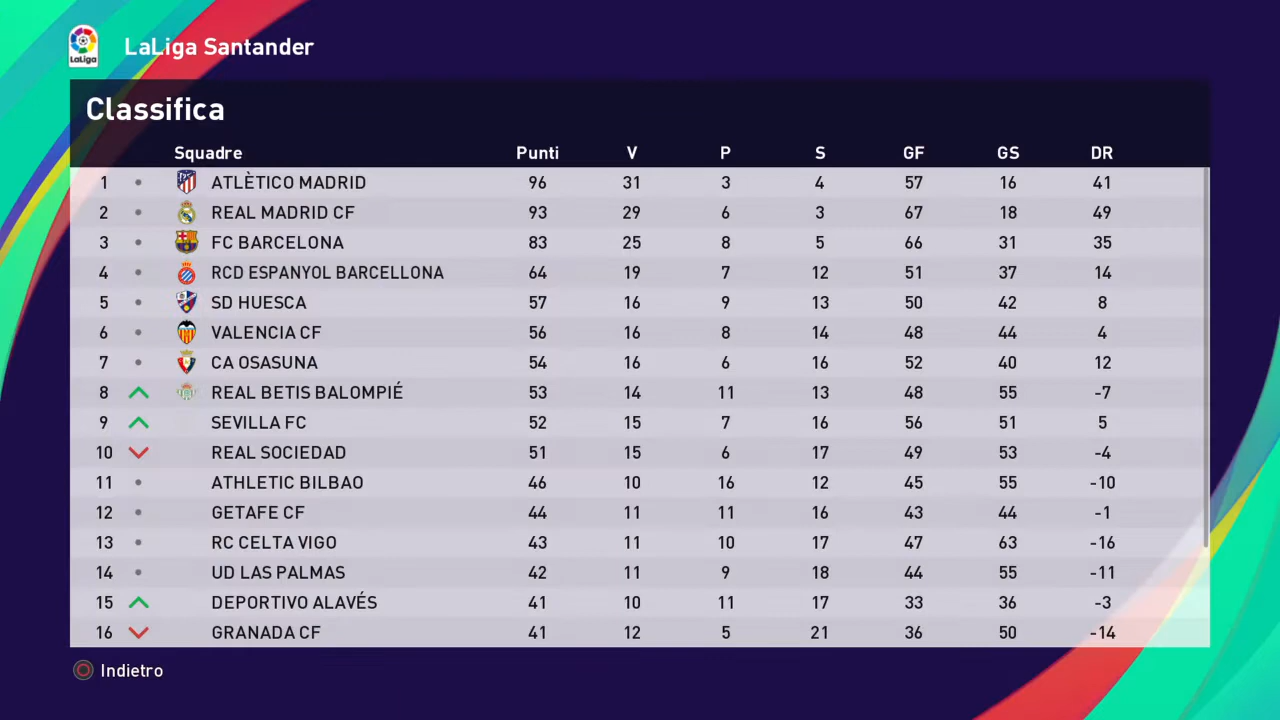 LaLiga
LaLiga Santander
Classifica
Squadre Punti V P S GF GS DR
1 ATLÈTICO MADRID 96 31 3 4 57 16 41
2 REAL MADRID CF 93 29 6 3 67 18 49
3 FC BARCELONA 83 25 8 5 66 31 35
4 RCD ESPANYOL BARCELLONA 64 19 7 12 51 37 14
5 SD HUESCA 57 16 9 13 50 42 8
6 VALENCIA CF 56 16 8 14 48 44 4
7 CA OSASUNA 54 16 6 16 52 40 12
8 REAL BETIS BALOMPIÉ 53 14 11 13 48 55 -7
9 SEVILLA FC 52 15 7 16 56 51 5
10 REAL SOCIEDAD 51 15 6 17 49 53 -4
11 ATHLETIC BILBAO 46 10 16 12 45 55 -10
12 GETAFE CF 44 11 11 16 43 44 -1
13 RC CELTA VIGO 43 11 10 17 47 63 -16
14 UD LAS PALMAS 42 11 9 18 44 55 -11
15 DEPORTIVO ALAVÉS 41 10 11 17 33 36 -3
16 GRANADA CF 41 12 5 21 36 50 -14
Indietro